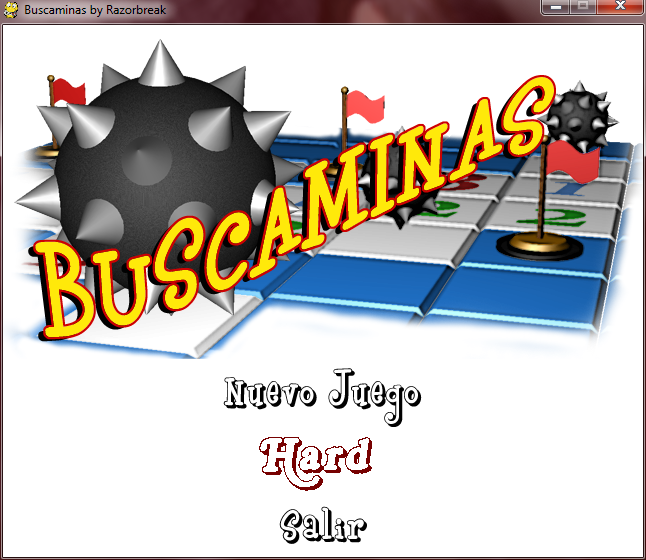 Buscaminas by Razorbreak
BUSCAMINAS
Nuevo Juego
Hard
Salir